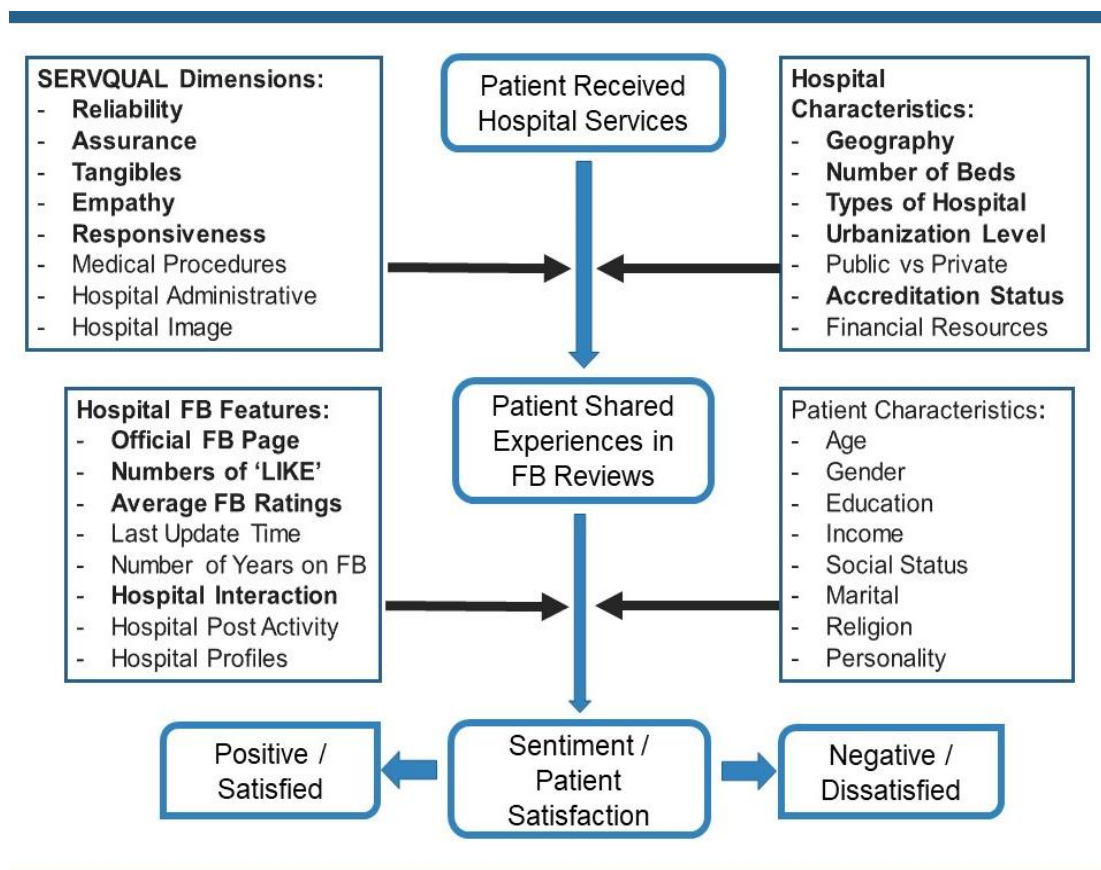 SERVQUAL Dimensions:
- Reliability
- Assurance
- Tangibles
- Empathy
- Responsiveness
- Medical Procedures
- Hospital Administrative
- Hospital Image
Patient Received
Hospital Services
Hospital
Characteristics:
- Geography
- Number of Beds
- Types of Hospital
- Urbanization Level
- Public vs Private
- Accreditation Status
- Financial Resources
Hospital FB Features:
- Official FB Page
- Numbers of ‘LIKE’
- Average FB Ratings
- Last Update Time
- Number of Years on FB
- Hospital Interaction
- Hospital Post Activity
- Hospital Profiles
Patient Shared
Experiences in
FB Reviews
Patient Characteristics:
- Age
- Gender
- Education
- Income
- Social Status
- Marital
- Religion
- Personality
Positive /
Satisfied
Sentiment /
Patient
Satisfaction
Negative /
Dissatisfied